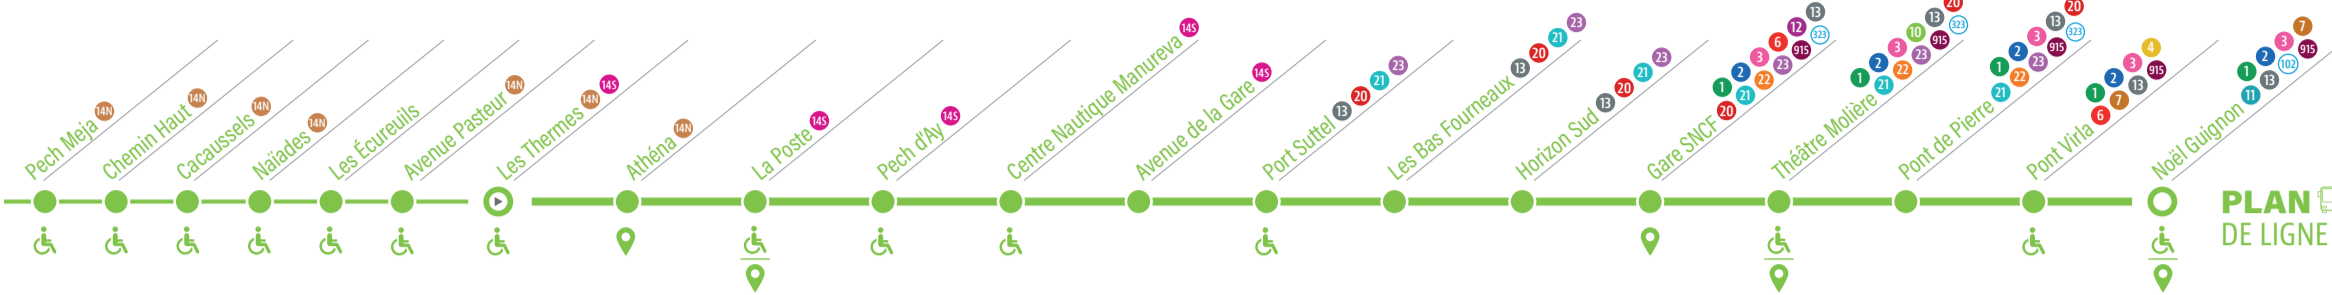 Pech Meja 14N
Chemin Haut 14N
Cacaussels 14N
Naïades 14N
Les Écureuils
Avenue Pasteur 14N
Les Thermes 14N 14S
Athéna 14N
La Poste 14S
Pech d'Ay 14S
Centre Nautique Manureva 14S
Avenue de la Gare 14S
Port Suttel 13 20 21 23
Les Bas Fourneaux 13 20 21 23
Horizon Sud 13 20 21 23
Gare SNCF 1 2 3 6 12 13
20 21 22 23 915 323
Théâtre Molière 1 2 3 10 13 20
21 22 23 915 323
Pont de Pierre 1 2 3 13 20
21 22 23 915 323
Pont Virla 1 2 3 4
6 7 13 915
Noël Guignon 1 2 3 7
11 13 102 915
PLAN
DE LIGNE